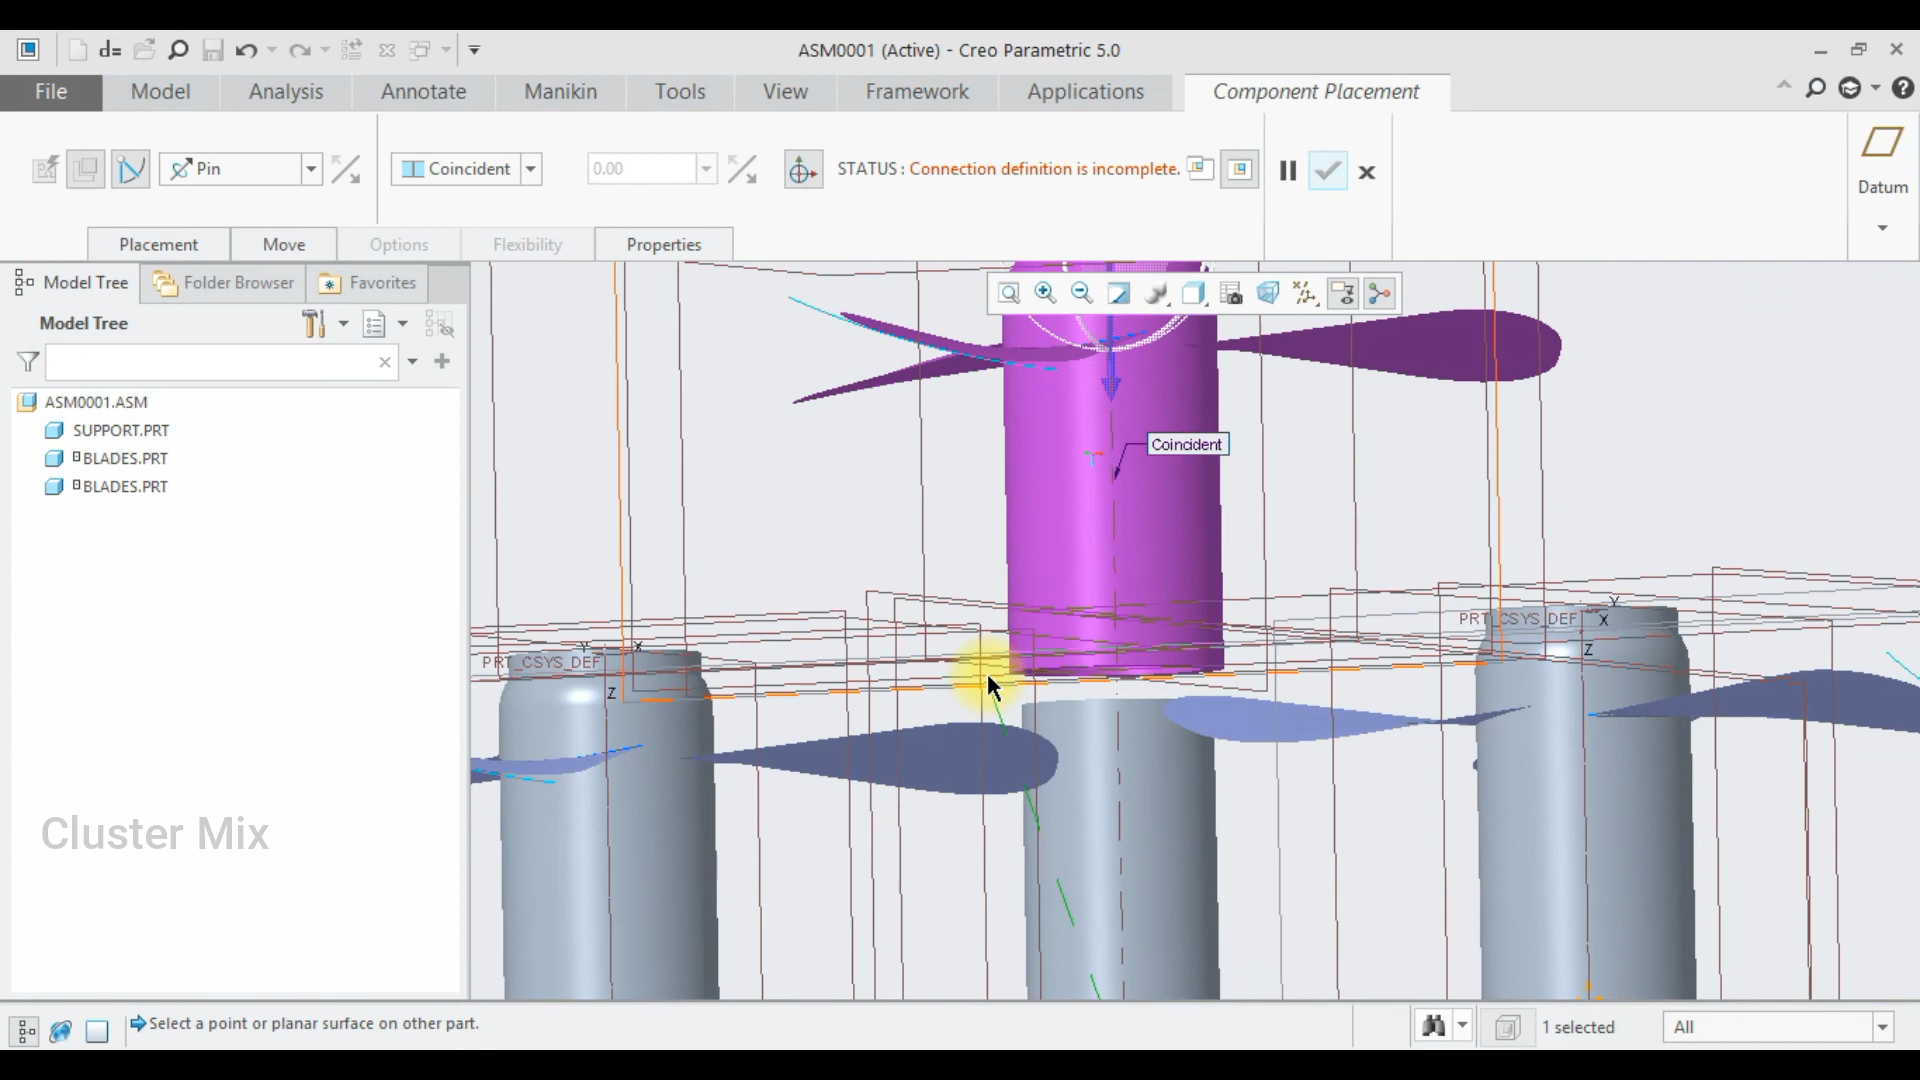 d=
ASM0001 (Active) - Creo Parametric 5.0
File Model Analysis Annotate Manikin Tools View Framework Applications Component Placement
Pin Coincident 0.00 STATUS : Connection definition is incomplete.
Datum
Placement Move Options Flexibility Properties
Model Tree Folder Browser Favorites
Model Tree
ASM0001.ASM
SUPPORT.PRT
BLADES.PRT
BLADES.PRT
Coincident
PRT_CSYS_DEF Y X
Z
PRT_CSYS_DEF Y X
Z
Cluster Mix
Select a point or planar surface on other part.
1 selected All